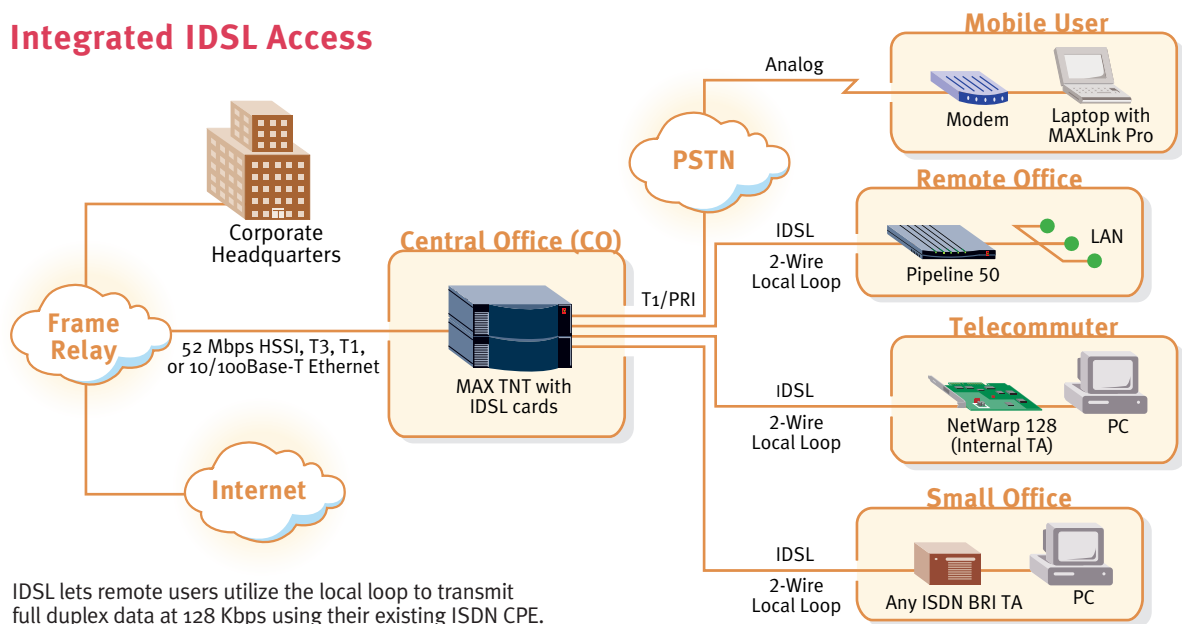 Integrated IDSL Access
Corporate
Headquarters
Frame
Relay
52 Mbps HSSI, T3, T1,
or 10/100Base-T Ethernet
Internet
Central Office (CO)
MAX TNT with
IDSL cards
T1/PRI
PSTN
Analog
Mobile User
Modem
Laptop with
MAXLink Pro
IDSL
2-Wire
Local Loop
Remote Office
Pipeline 50
LAN
IDSL
2-Wire
Local Loop
Telecommuter
NetWarp 128
(Internal TA)
PC
IDSL
2-Wire
Local Loop
Small Office
Any ISDN BRI TA
PC
IDSL lets remote users utilize the local loop to transmit
full duplex data at 128 Kbps using their existing ISDN CPE.